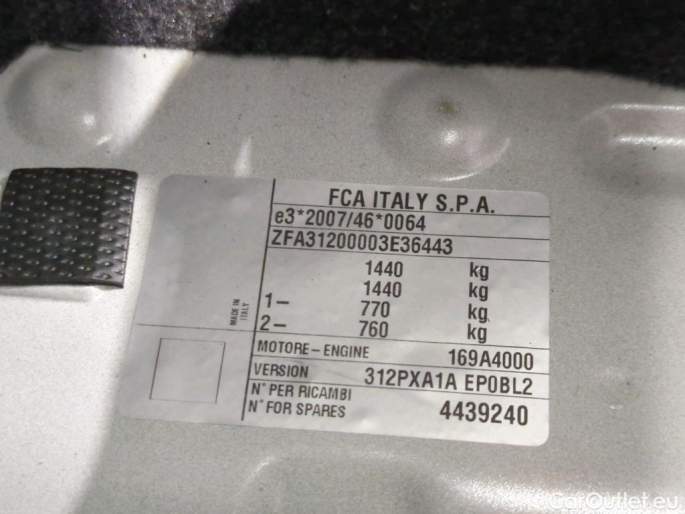 FCA ITALY S.P.A.
e3*2007/46*0064
ZFA31200003E36443
1440 kg
1440 kg
1- 770 kg
2- 760 kg
MADE IN
ITALY
MOTORE-ENGINE 169A4000
VERSION 312PXA1A EP0BL2
N° PER RICAMBI
N° FOR SPARES 4439240
CarOutlet.eu